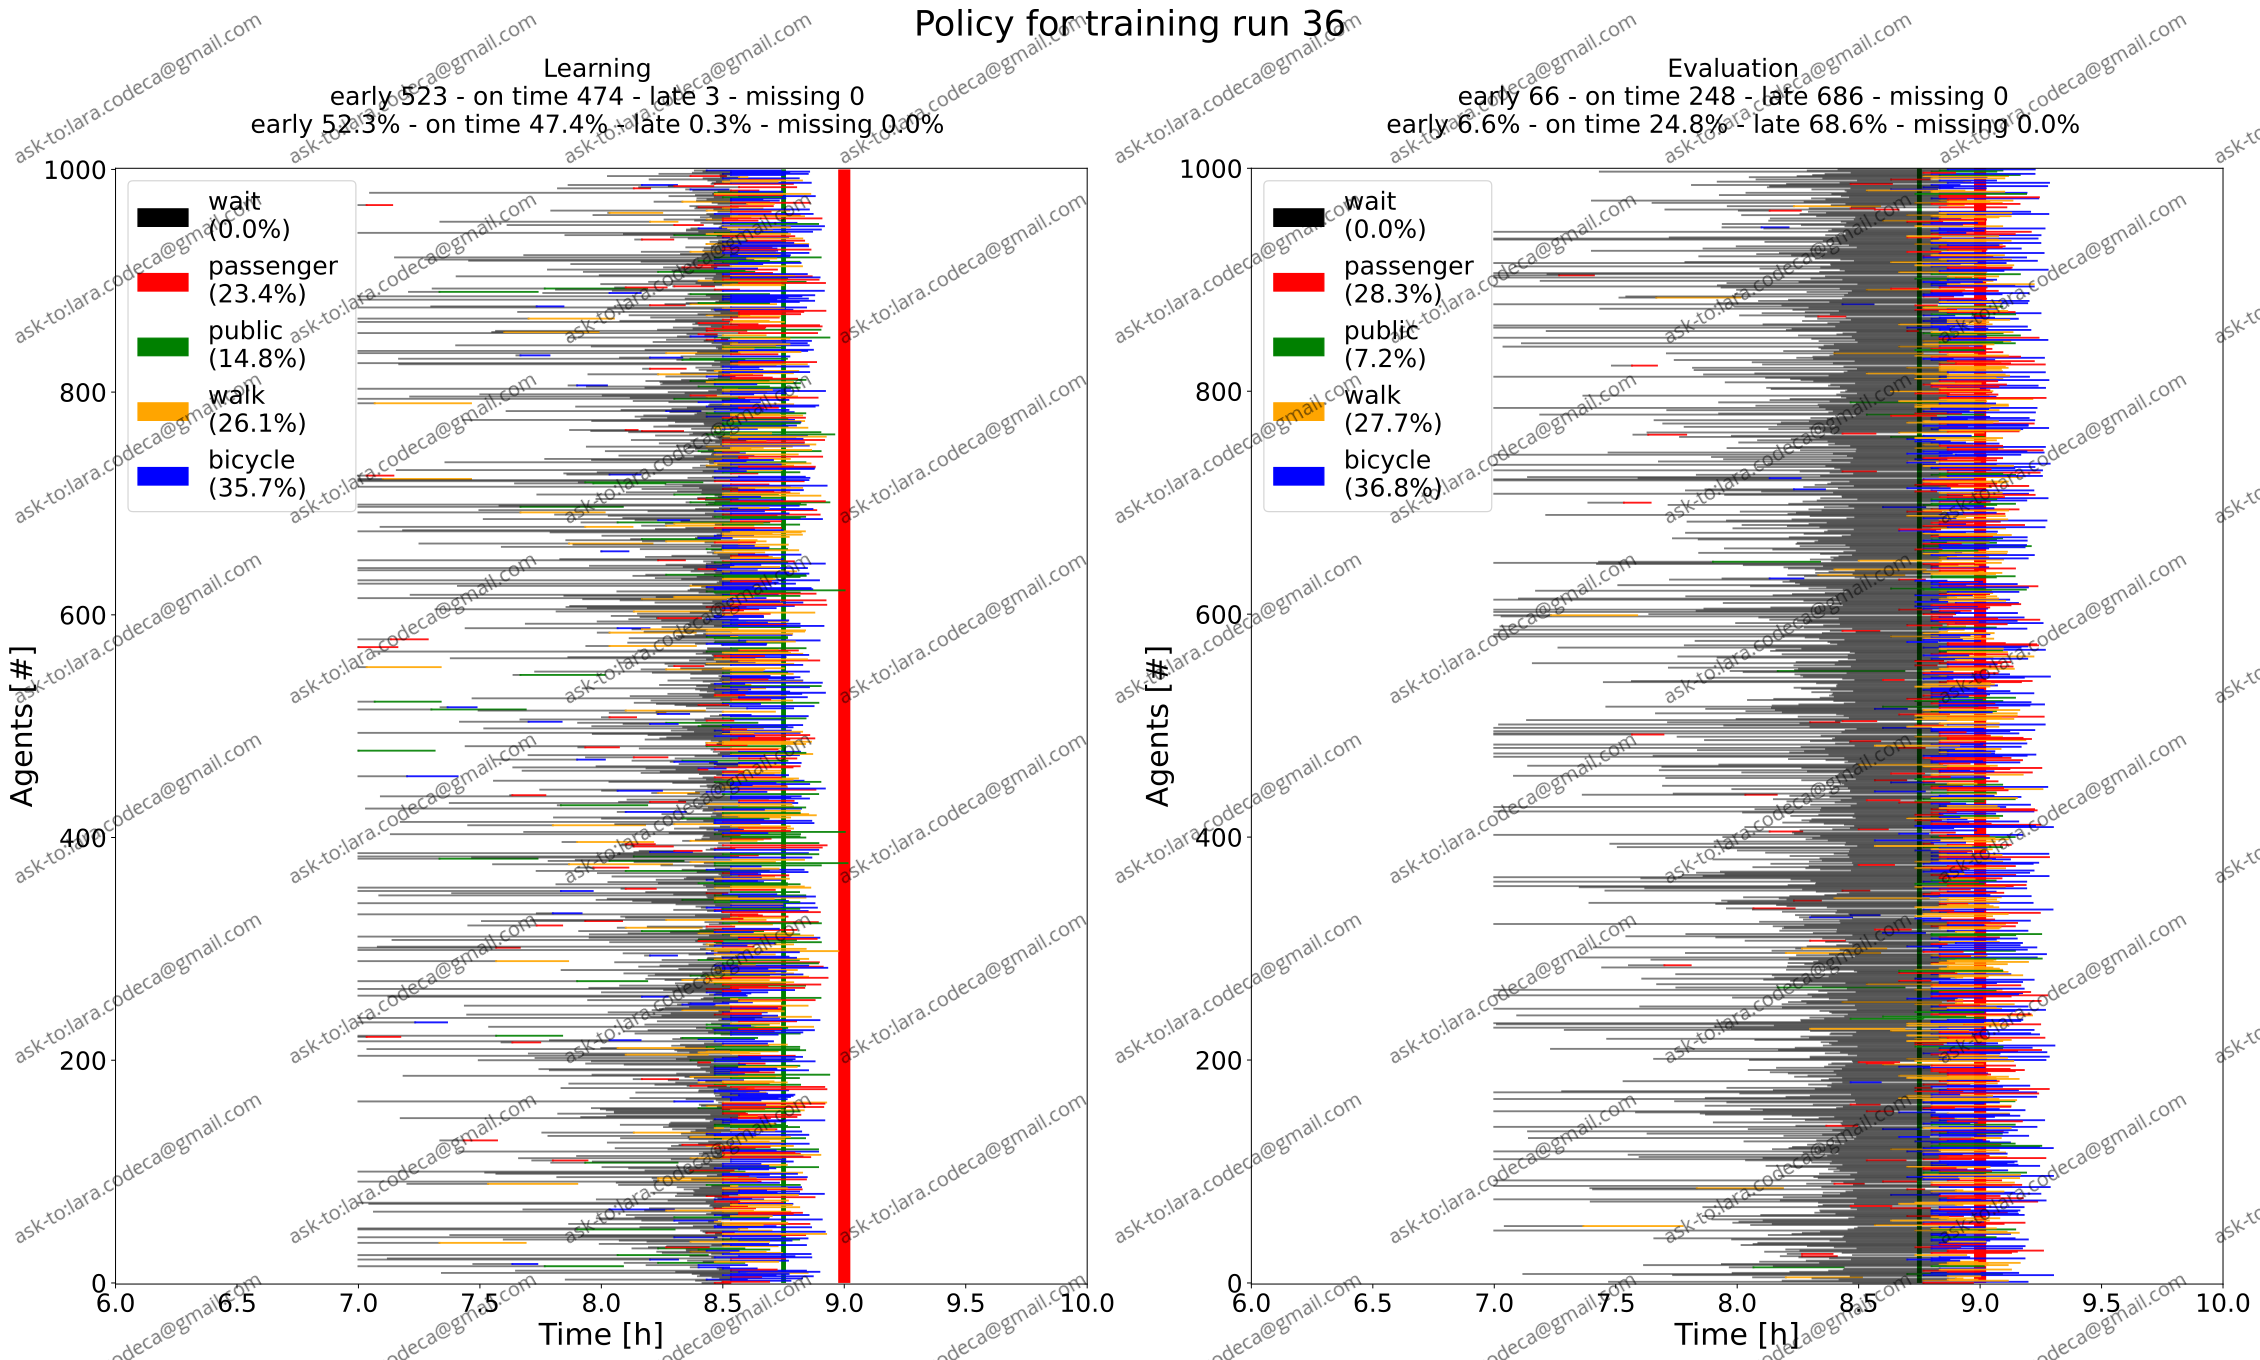 Policy for training run 36
Learning
early 523 - on time 474 - late 3 - missing 0
early 52.3% - on time 47.4% - late 0.3% - missing 0.0%
Evaluation
early 66 - on time 248 - late 686 - missing 0
early 6.6% - on time 24.8% - late 68.6% - missing 0.0%
wait
(0.0%)
passenger
(23.4%)
public
(14.8%)
walk
(26.1%)
bicycle
(35.7%)
wait
(0.0%)
passenger
(28.3%)
public
(7.2%)
walk
(27.7%)
bicycle
(36.8%)
Agents [#]
1000
800
600
400
200
0
6.0 6.5 7.0 7.5 8.0 8.5 9.0 9.5 10.0
Time [h]
Agents [#]
1000
800
600
400
200
0
6.0 6.5 7.0 7.5 8.0 8.5 9.0 9.5 10.0
Time [h]
ask-to:lara.codeca@gmail.com